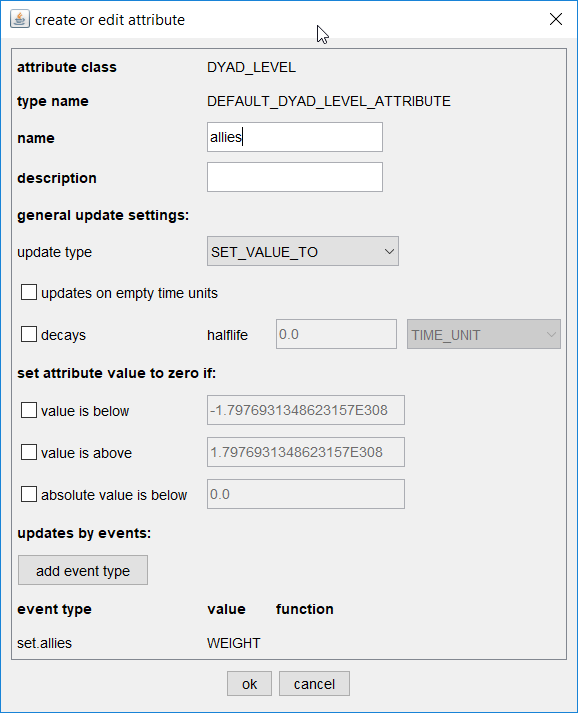 create or edit attribute
attribute class DYAD_LEVEL
type name DEFAULT_DYAD_LEVEL_ATTRIBUTE
name allies
description
general update settings:
update type SET_VALUE_TO
updates on empty time units
decays halflife 0.0 TIME_UNIT
set attribute value to zero if:
value is below -1.7976931348623157E308
value is above 1.7976931348623157E308
absolute value is below 0.0
updates by events:
add event type
event type value function
set.allies WEIGHT
ok cancel